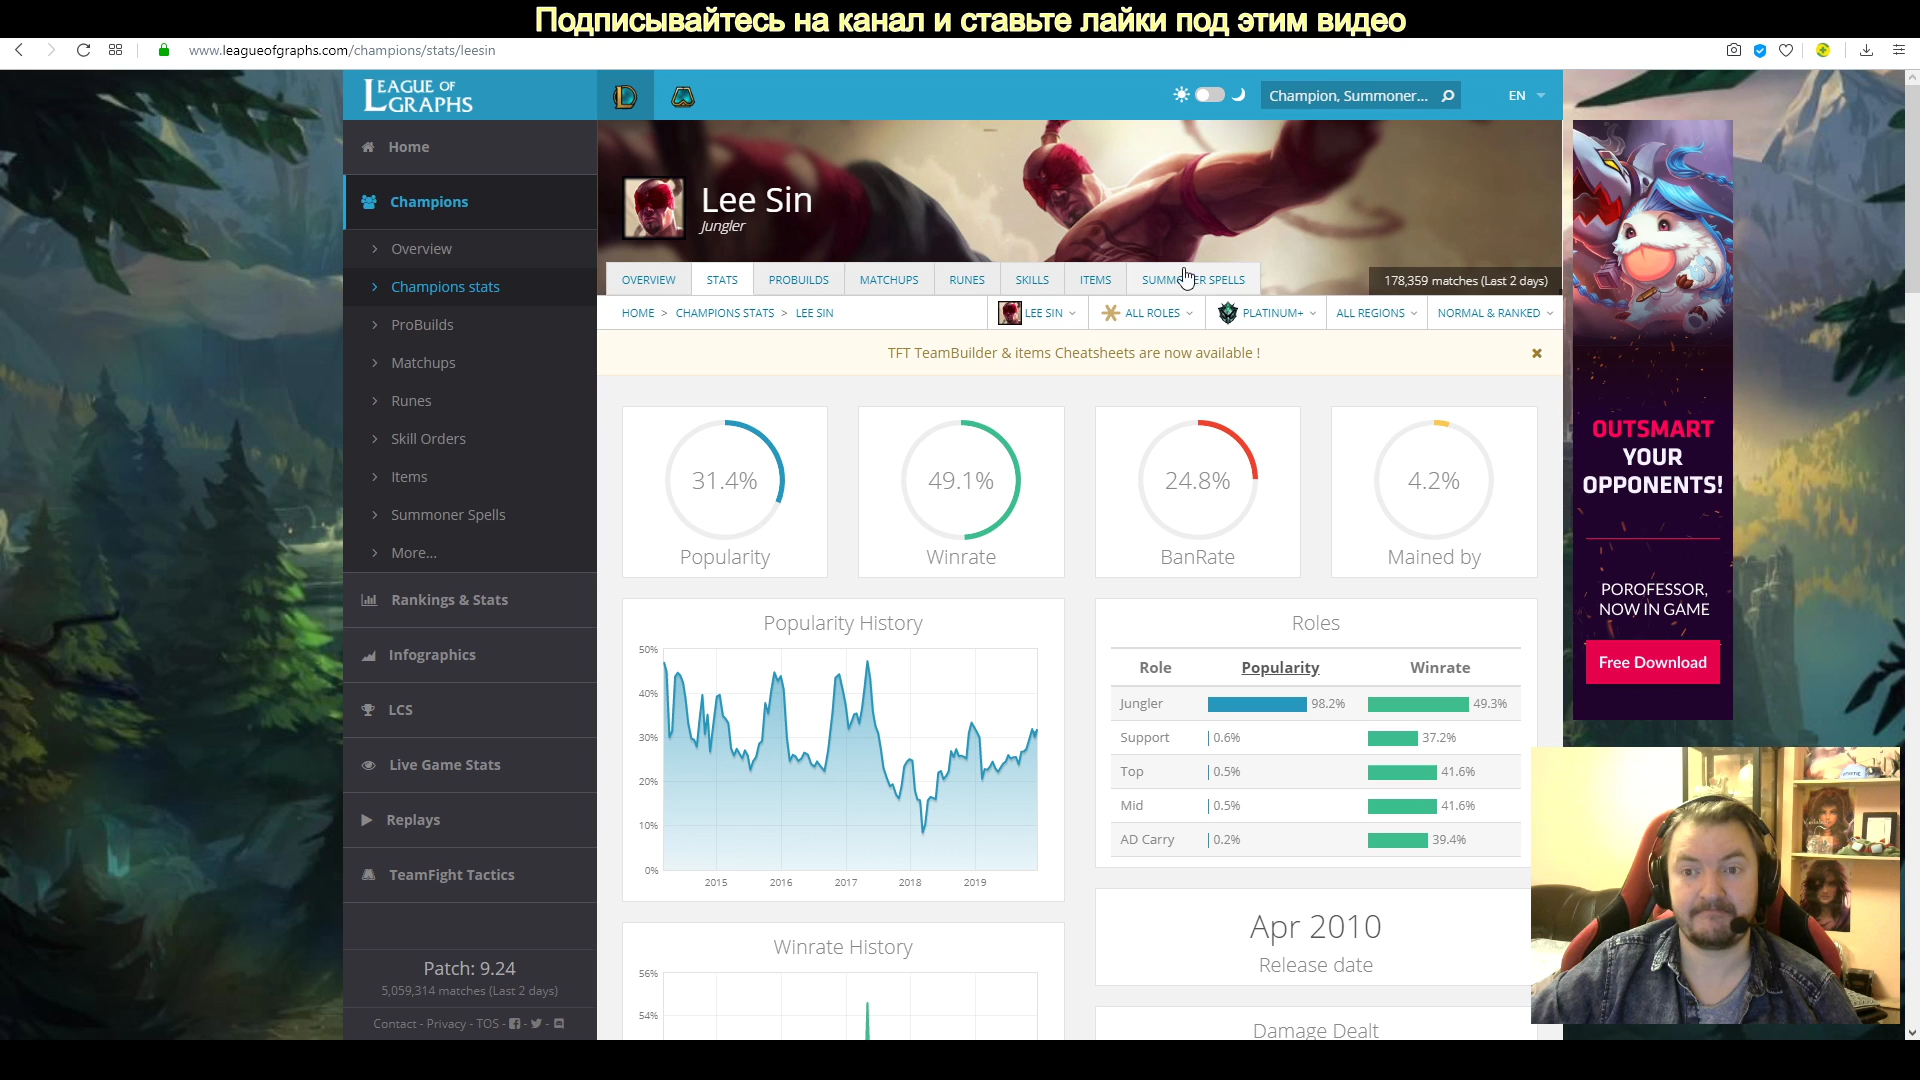 Подписывайтесь на канал и ставьте лайки под этим видео
www.leagueofgraphs.com/champions/stats/leesin
LEAGUE OF GRAPHS
Champion, Summoner...
EN
Home
Champions
Overview
Champions stats
ProBuilds
Matchups
Runes
Skill Orders
Items
Summoner Spells
More...
Rankings & Stats
Infographics
LCS
Live Game Stats
Replays
TeamFight Tactics
Patch: 9.24
5,059,314 matches (Last 2 days)
Contact - Privacy - TOS -
Lee Sin
Jungler
OVERVIEW STATS PROBUILDS MATCHUPS RUNES SKILLS ITEMS SUMMONER SPELLS
178,359 matches (Last 2 days)
HOME > CHAMPIONS STATS > LEE SIN
LEE SIN ALL ROLES PLATINUM+ ALL REGIONS NORMAL & RANKED
TFT TeamBuilder & items Cheatsheets are now available !
31.4%
Popularity
49.1%
Winrate
24.8%
BanRate
4.2%
Mained by
Popularity History
50%
40%
30%
20%
10%
0%
2015 2016 2017 2018 2019
Roles
Role Popularity Winrate
Jungler 98.2% 49.3%
Support 0.6% 37.2%
Top 0.5% 41.6%
Mid 0.5% 41.6%
AD Carry 0.2% 39.4%
Winrate History
56%
54%
Apr 2010
Release date
Damage Dealt
OUTSMART
YOUR
OPPONENTS!
POROFESSOR,
NOW IN GAME
Free Download